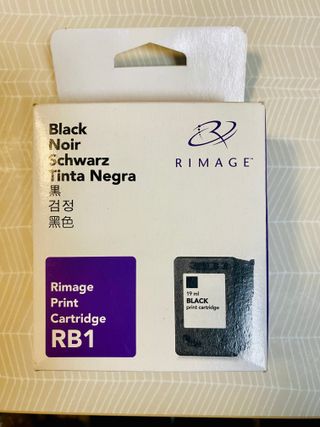 Black
Noir
Schwarz
Tinta Negra
黒
검정
黑色
RIMAGE™
Rimage
Print
Cartridge
RB1
19 ml
BLACK
print cartridge